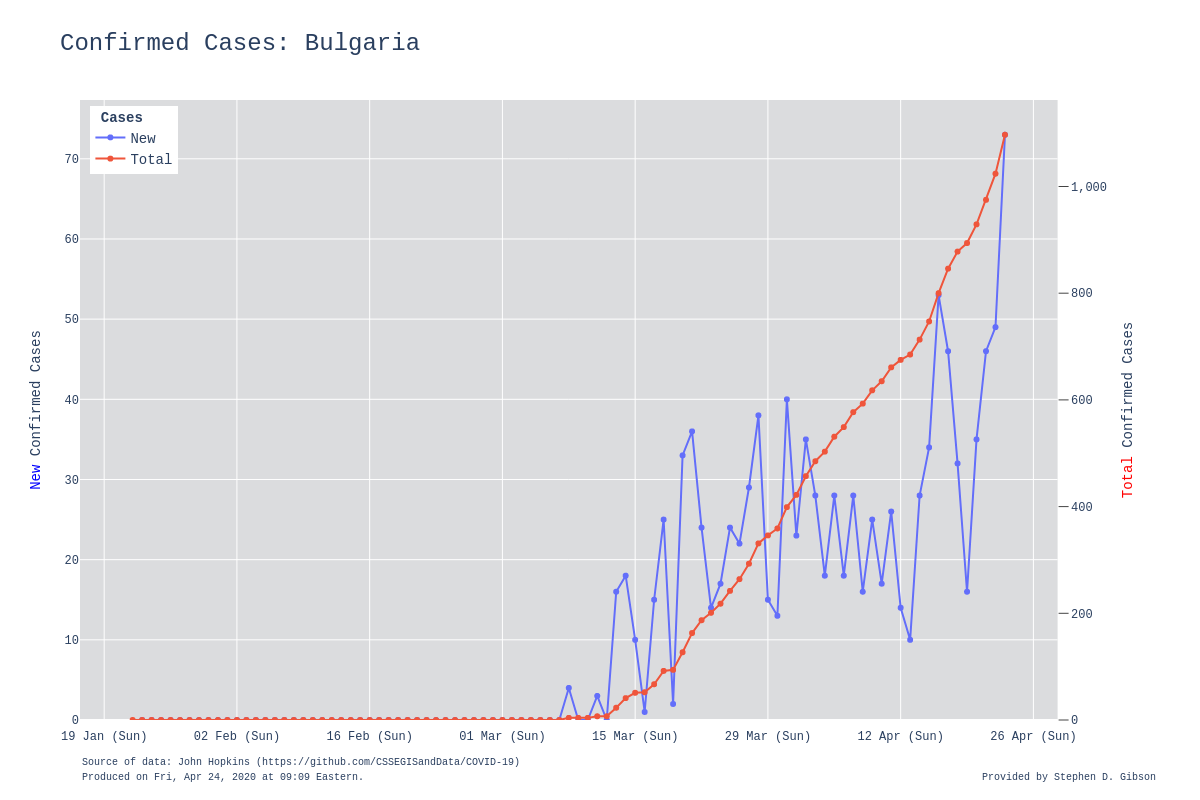 Confirmed Cases: Bulgaria
Cases
New
Total
70
60
50
40
30
20
10
0
1,000
800
600
400
200
0
New Confirmed Cases
Total Confirmed Cases
19 Jan (Sun) 02 Feb (Sun) 16 Feb (Sun) 01 Mar (Sun) 15 Mar (Sun) 29 Mar (Sun) 12 Apr (Sun) 26 Apr (Sun)
Source of data: John Hopkins (https://github.com/CSSEGISandData/COVID-19)
Produced on Fri, Apr 24, 2020 at 09:09 Eastern.
Provided by Stephen D. Gibson